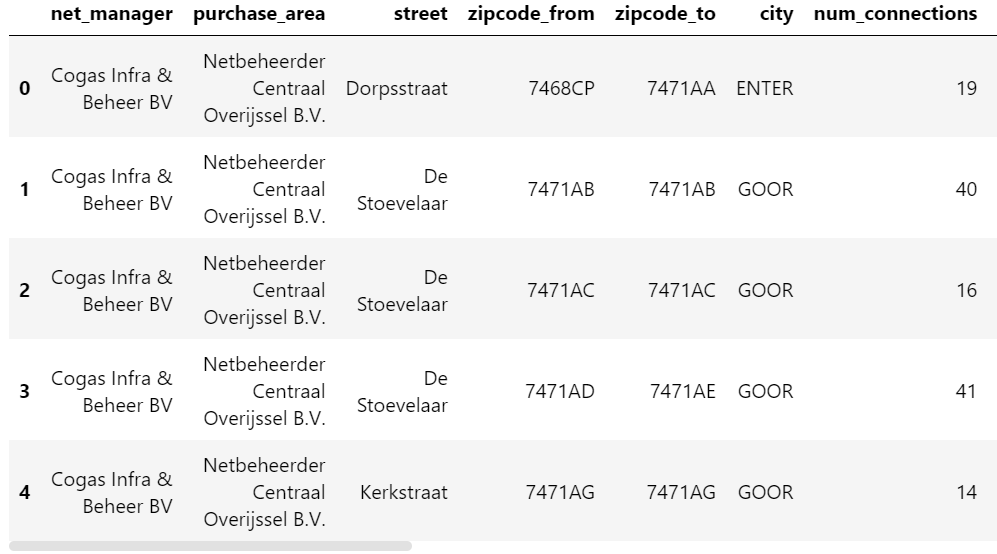 net_manager purchase_area street zipcode_from zipcode_to city num_connections
0 Cogas Infra & Beheer BV Netbeheerder Centraal Overijssel B.V. Dorpsstraat 7468CP 7471AA ENTER 19
1 Cogas Infra & Beheer BV Netbeheerder Centraal Overijssel B.V. De Stoevelaar 7471AB 7471AB GOOR 40
2 Cogas Infra & Beheer BV Netbeheerder Centraal Overijssel B.V. De Stoevelaar 7471AC 7471AC GOOR 16
3 Cogas Infra & Beheer BV Netbeheerder Centraal Overijssel B.V. De Stoevelaar 7471AD 7471AE GOOR 41
4 Cogas Infra & Beheer BV Netbeheerder Centraal Overijssel B.V. Kerkstraat 7471AG 7471AG GOOR 14